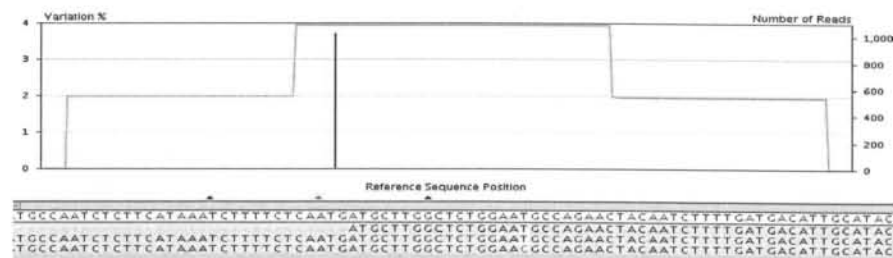 Variation % Number of Reads
4
3
2
1
0
1,000
800
600
400
200
0
Reference Sequence Position
TGCCAATCTCTTCATAAATCTTTTCTCAATGATGCTTGGCTCTGGAATGCCAGAACTACAATCTTTTGATGACATTGCATAC
ATGCTTGGCTCTGGAATGCCAGAACTACAATCTTTTGATGACATTGCATAC
TGCCAATCTCTTCATAAATCTTTTCTCAATGATGCTTGGCTCTGGAATGCCAGAACTACAATCTTTTGATGACATTGCATAC
TGCCAATCTCTTCATAAATCTTTTCTCAATGATGCTTGGCTCTGGAACGCCAGAACTACAATCTTTTGATGACATTGCATAC